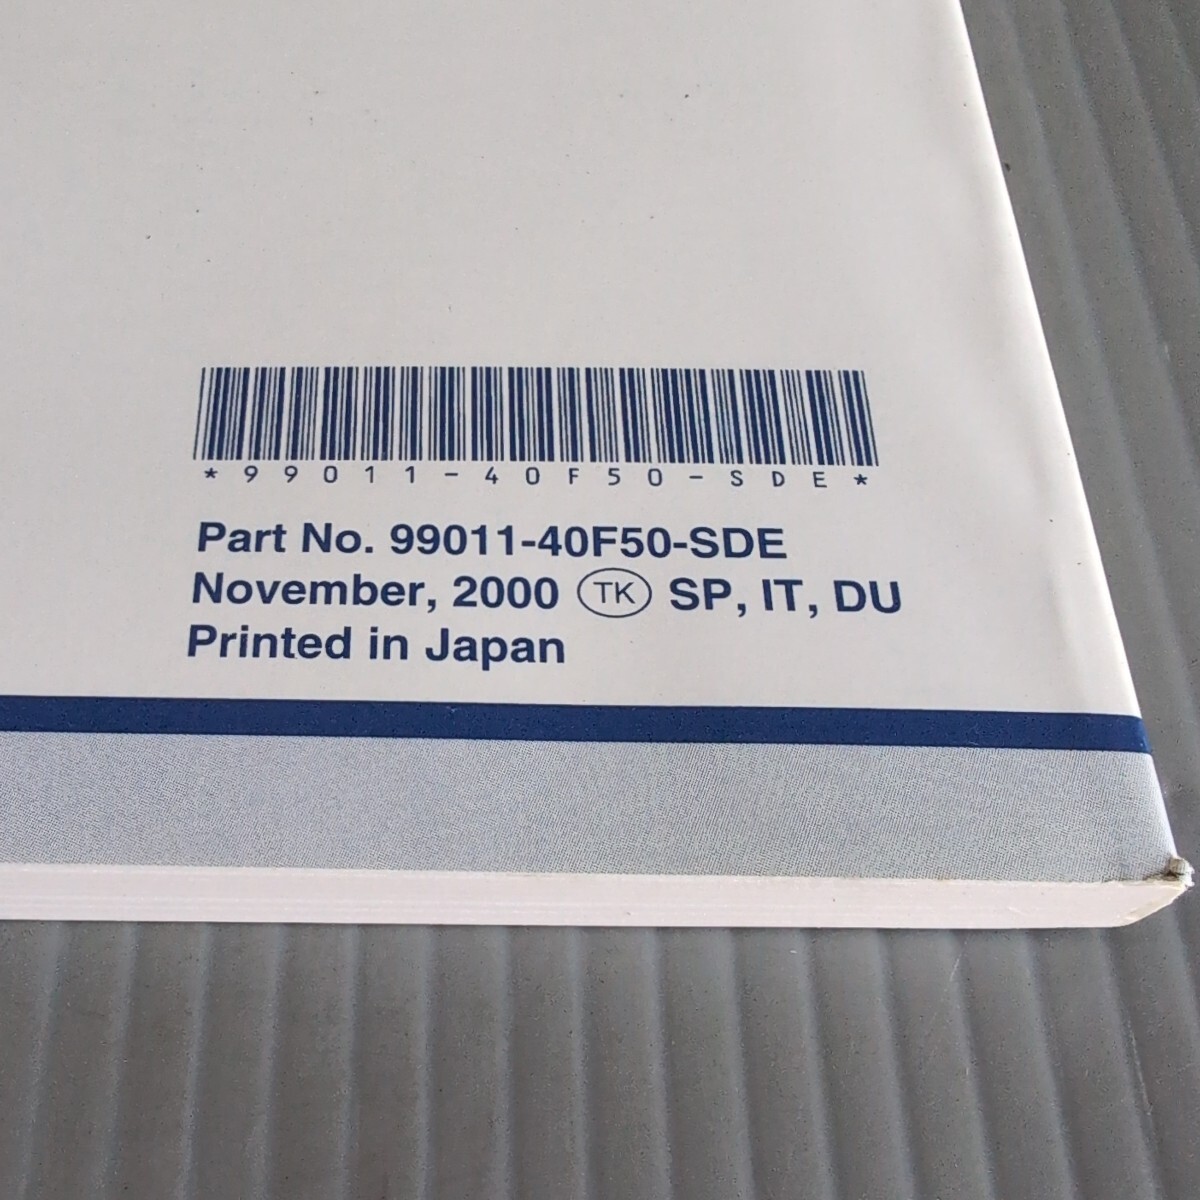 *99011-40F50-SDE*
Part No. 99011-40F50-SDE
November, 2000 TK SP, IT, DU
Printed in Japan